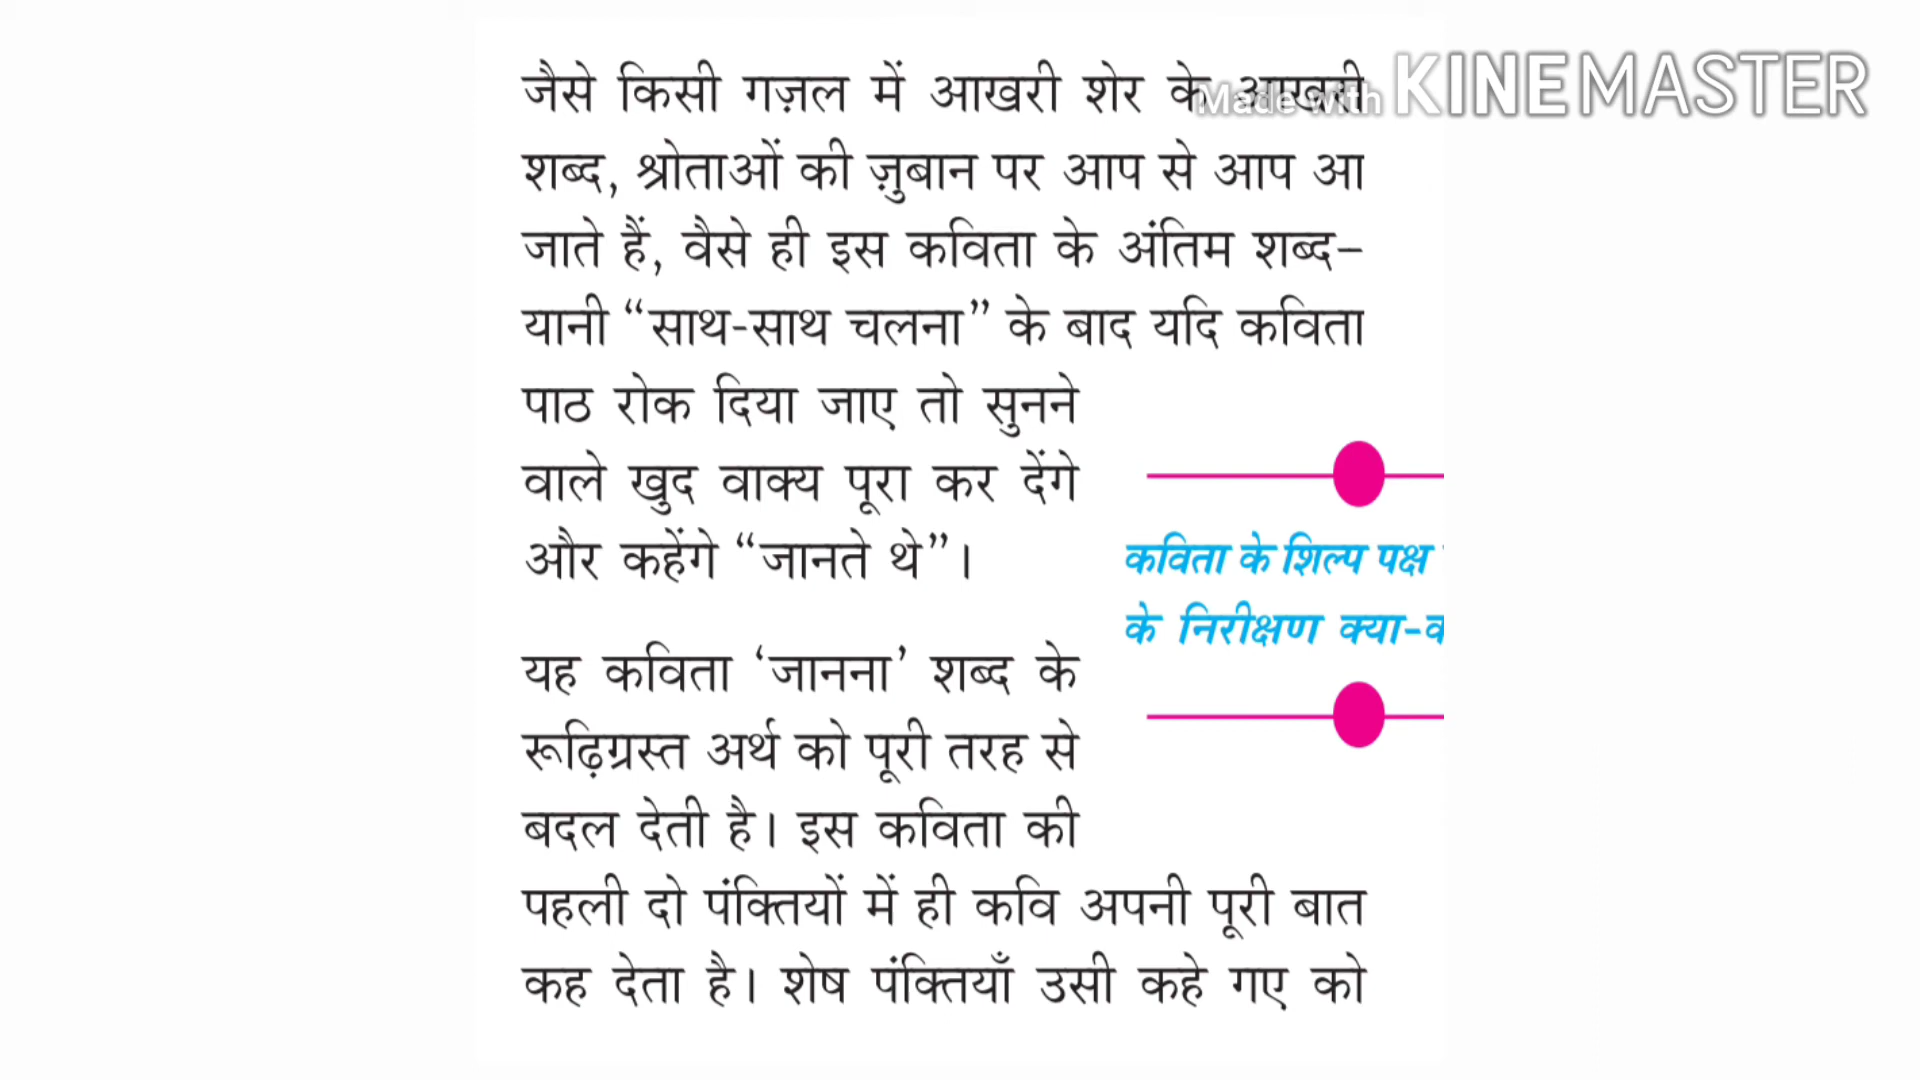 जैसे किसी गज़ल में आखरी शेर के आखरी
Made with KINEMASTER
शब्द, श्रोताओं की ज़ुबान पर आप से आप आ
जाते हैं, वैसे ही इस कविता के अंतिम शब्द–
यानी “साथ-साथ चलना” के बाद यदि कविता
पाठ रोक दिया जाए तो सुनने
वाले खुद वाक्य पूरा कर देंगे
और कहेंगे “जानते थे”।
यह कविता ‘जानना’ शब्द के
रूढ़िग्रस्त अर्थ को पूरी तरह से
बदल देती है। इस कविता की
पहली दो पंक्तियों में ही कवि अपनी पूरी बात
कह देता है। शेष पंक्तियाँ उसी कहे गए को
कविता के शिल्प पक्ष
के निरीक्षण